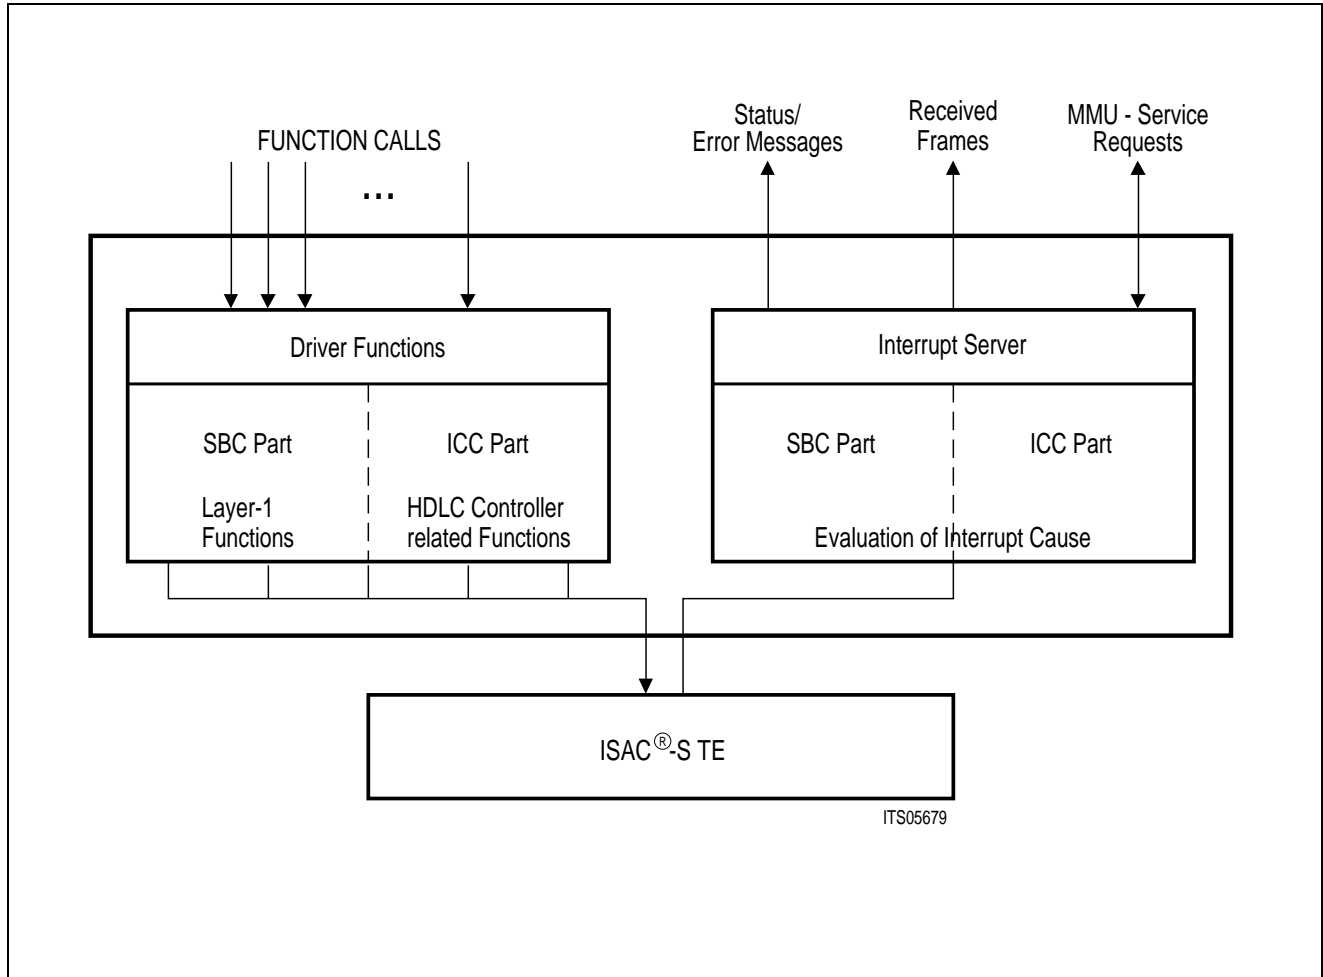 FUNCTION CALLS
...
Status/
Error Messages
Received
Frames
MMU - Service
Requests
Driver Functions
SBC Part
ICC Part
Layer-1
Functions
HDLC Controller
related Functions
Interrupt Server
SBC Part
ICC Part
Evaluation of Interrupt Cause
ISAC®-S TE
ITS05679